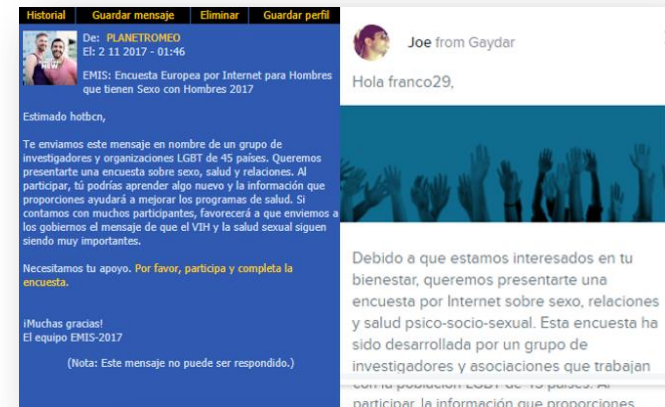 Historial Guardar mensaje Eliminar Guardar perfil
De: PLANETROMEO
El: 2 11 2017 - 01:46
EMIS: Encuesta Europea por Internet para Hombres
que tienen Sexo con Hombres 2017
Estimado hotbcn,
Te enviamos este mensaje en nombre de un grupo de
investigadores y organizaciones LGBT de 45 países. Queremos
presentarte una encuesta sobre sexo, salud y relaciones. Al
participar, tú podrías aprender algo nuevo y la información que
proporciones ayudará a mejorar los programas de salud. Si
contamos con muchos participantes, favorecerá a que enviemos a
los gobiernos el mensaje de que el VIH y la salud sexual siguen
siendo muy importantes.
Necesitamos tu apoyo. Por favor, participa y completa la
encuesta.
¡Muchas gracias!
El equipo EMIS-2017
(Nota: Este mensaje no puede ser respondido.)
Joe from Gaydar
Hola franco29,
Debido a que estamos interesados en tu
bienestar, queremos presentarte una
encuesta por Internet sobre sexo, relaciones
y salud psico-socio-sexual. Esta encuesta ha
sido desarrollada por un grupo de
investigadores y asociaciones que trabajan
con la población LGBT de 45 países. Al
participar, la información que proporciones